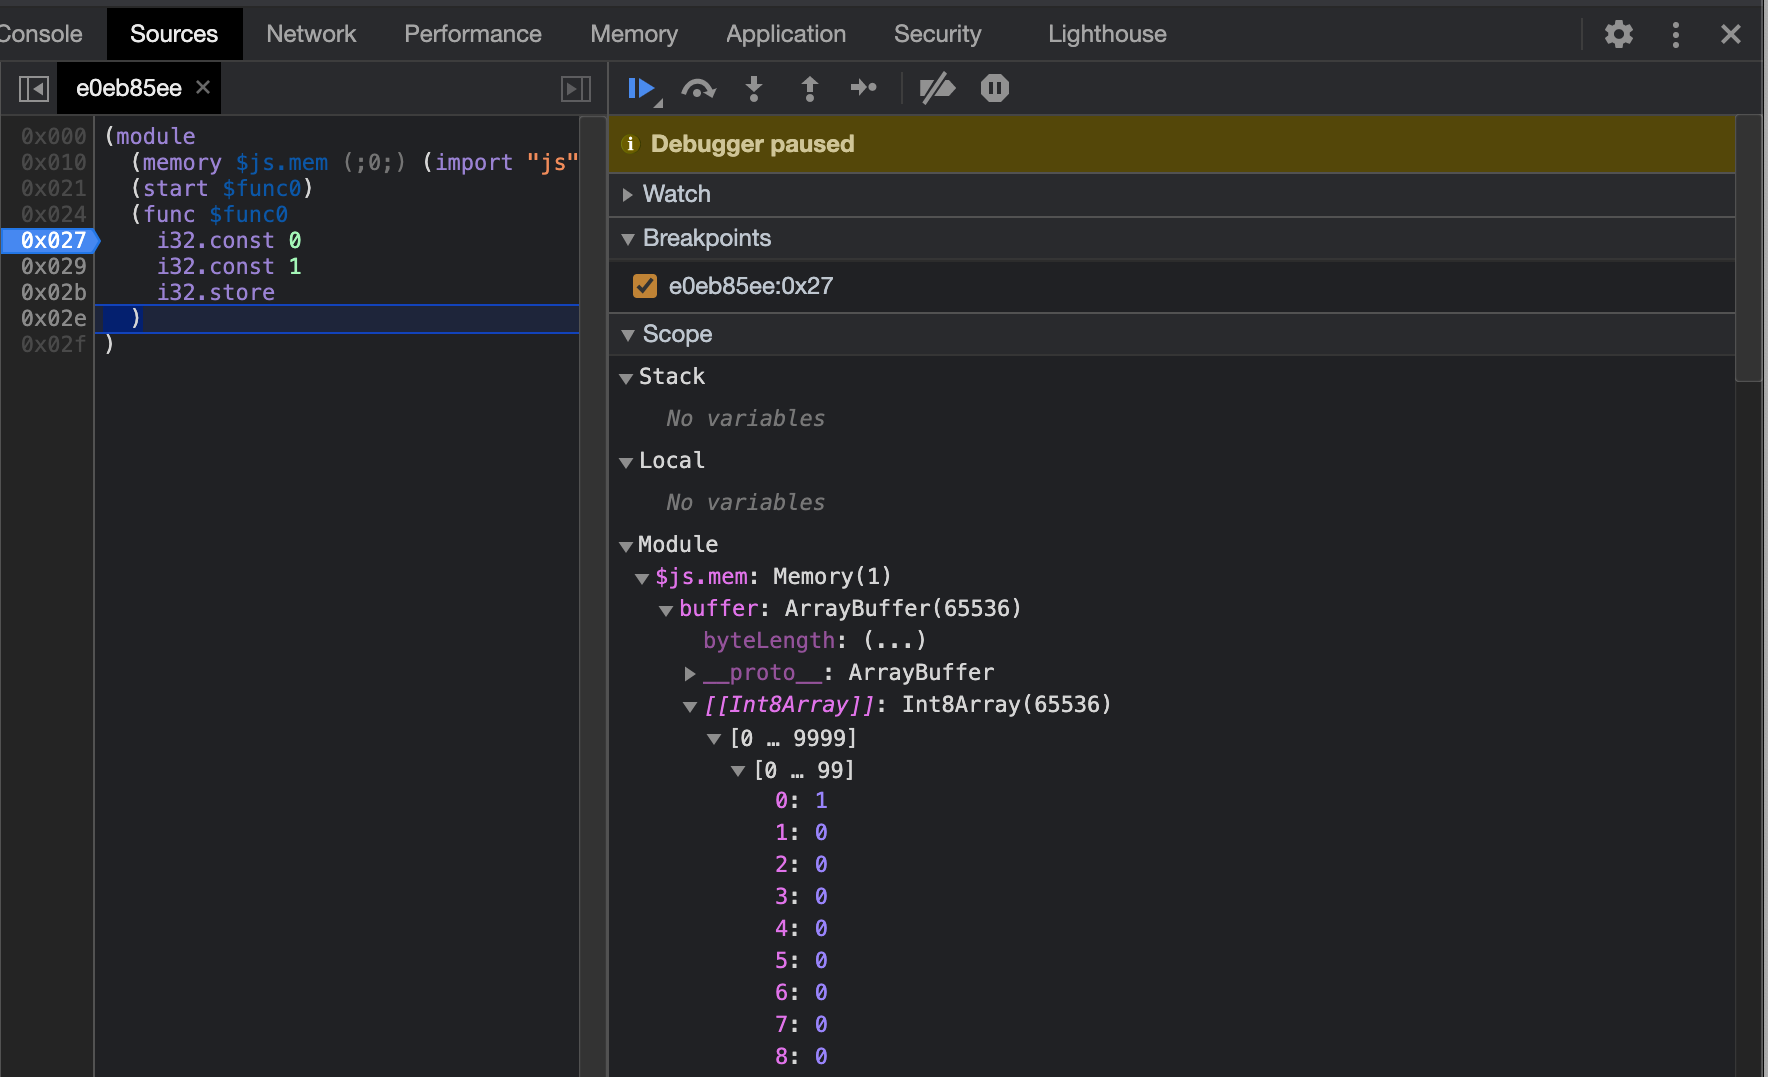 Console Sources Network Performance Memory Application Security Lighthouse
e0eb85ee
0x000 (module
0x010 (memory $js.mem (;0;) (import "js"
0x021 (start $func0)
0x024 (func $func0
0x027 i32.const 0
0x029 i32.const 1
0x02b i32.store
0x02e )
0x02f )
Debugger paused
Watch
Breakpoints
e0eb85ee:0x27
Scope
Stack
No variables
Local
No variables
Module
$js.mem: Memory(1)
buffer: ArrayBuffer(65536)
byteLength: (...)
__proto__: ArrayBuffer
[[Int8Array]]: Int8Array(65536)
[0 … 9999]
[0 … 99]
0: 1
1: 0
2: 0
3: 0
4: 0
5: 0
6: 0
7: 0
8: 0